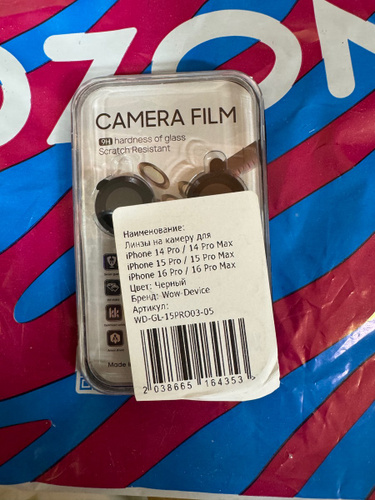 OZON
CAMERA FILM
9H hardness of glass
Scratch Resistant
Наименование:
Линзы на камеру для
iPhone 14 Pro / 14 Pro Max
iPhone 15 Pro / 15 Pro Max
iPhone 16 Pro / 16 Pro Max
Цвет: Черный
Бренд: Wow-Device
Артикул:
WD-GL-15PRO03-05
Made
2 038665 164353